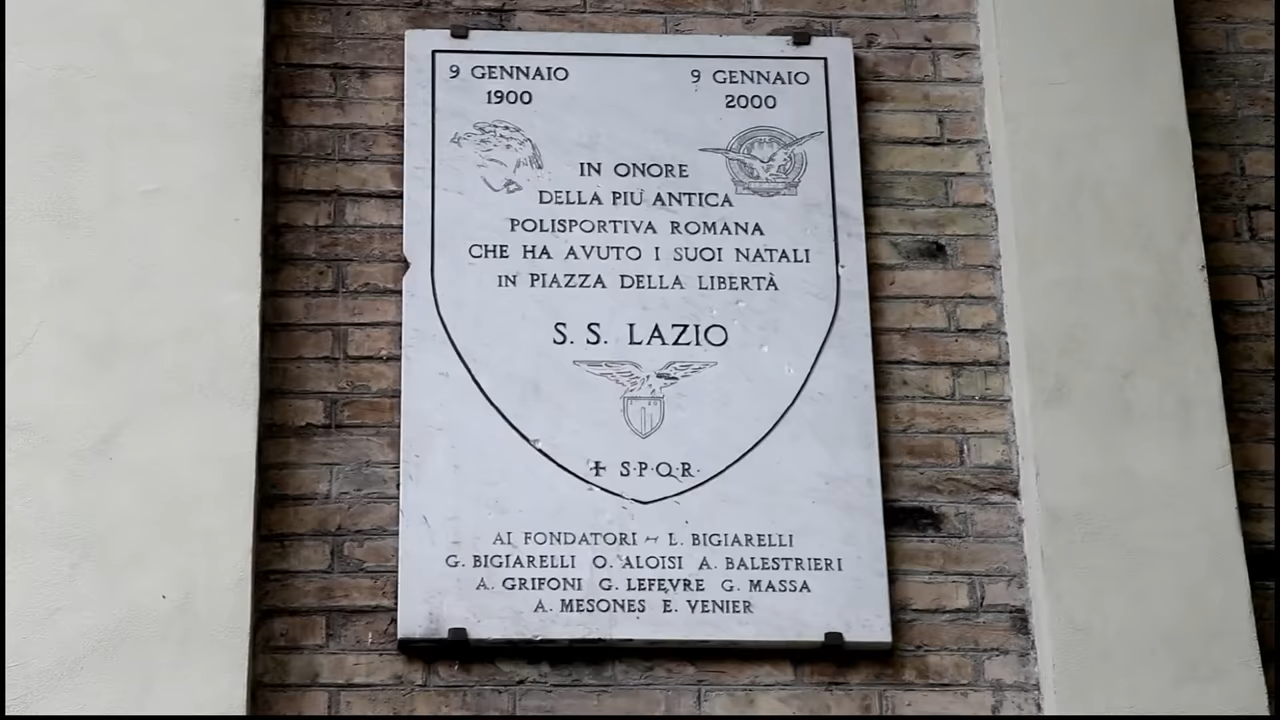 9 GENNAIO
1900
9 GENNAIO
2000
IN ONORE
DELLA PIÙ ANTICA
POLISPORTIVA ROMANA
CHE HA AVUTO I SUOI NATALI
IN PIAZZA DELLA LIBERTÀ
S. S. LAZIO
S·P·Q·R·
AI FONDATORI ~ L. BIGIARELLI
G. BIGIARELLI O. ALOISI A. BALESTRIERI
A. GRIFONI G. LEFEVRE G. MASSA
A. MESONES E. VENIER